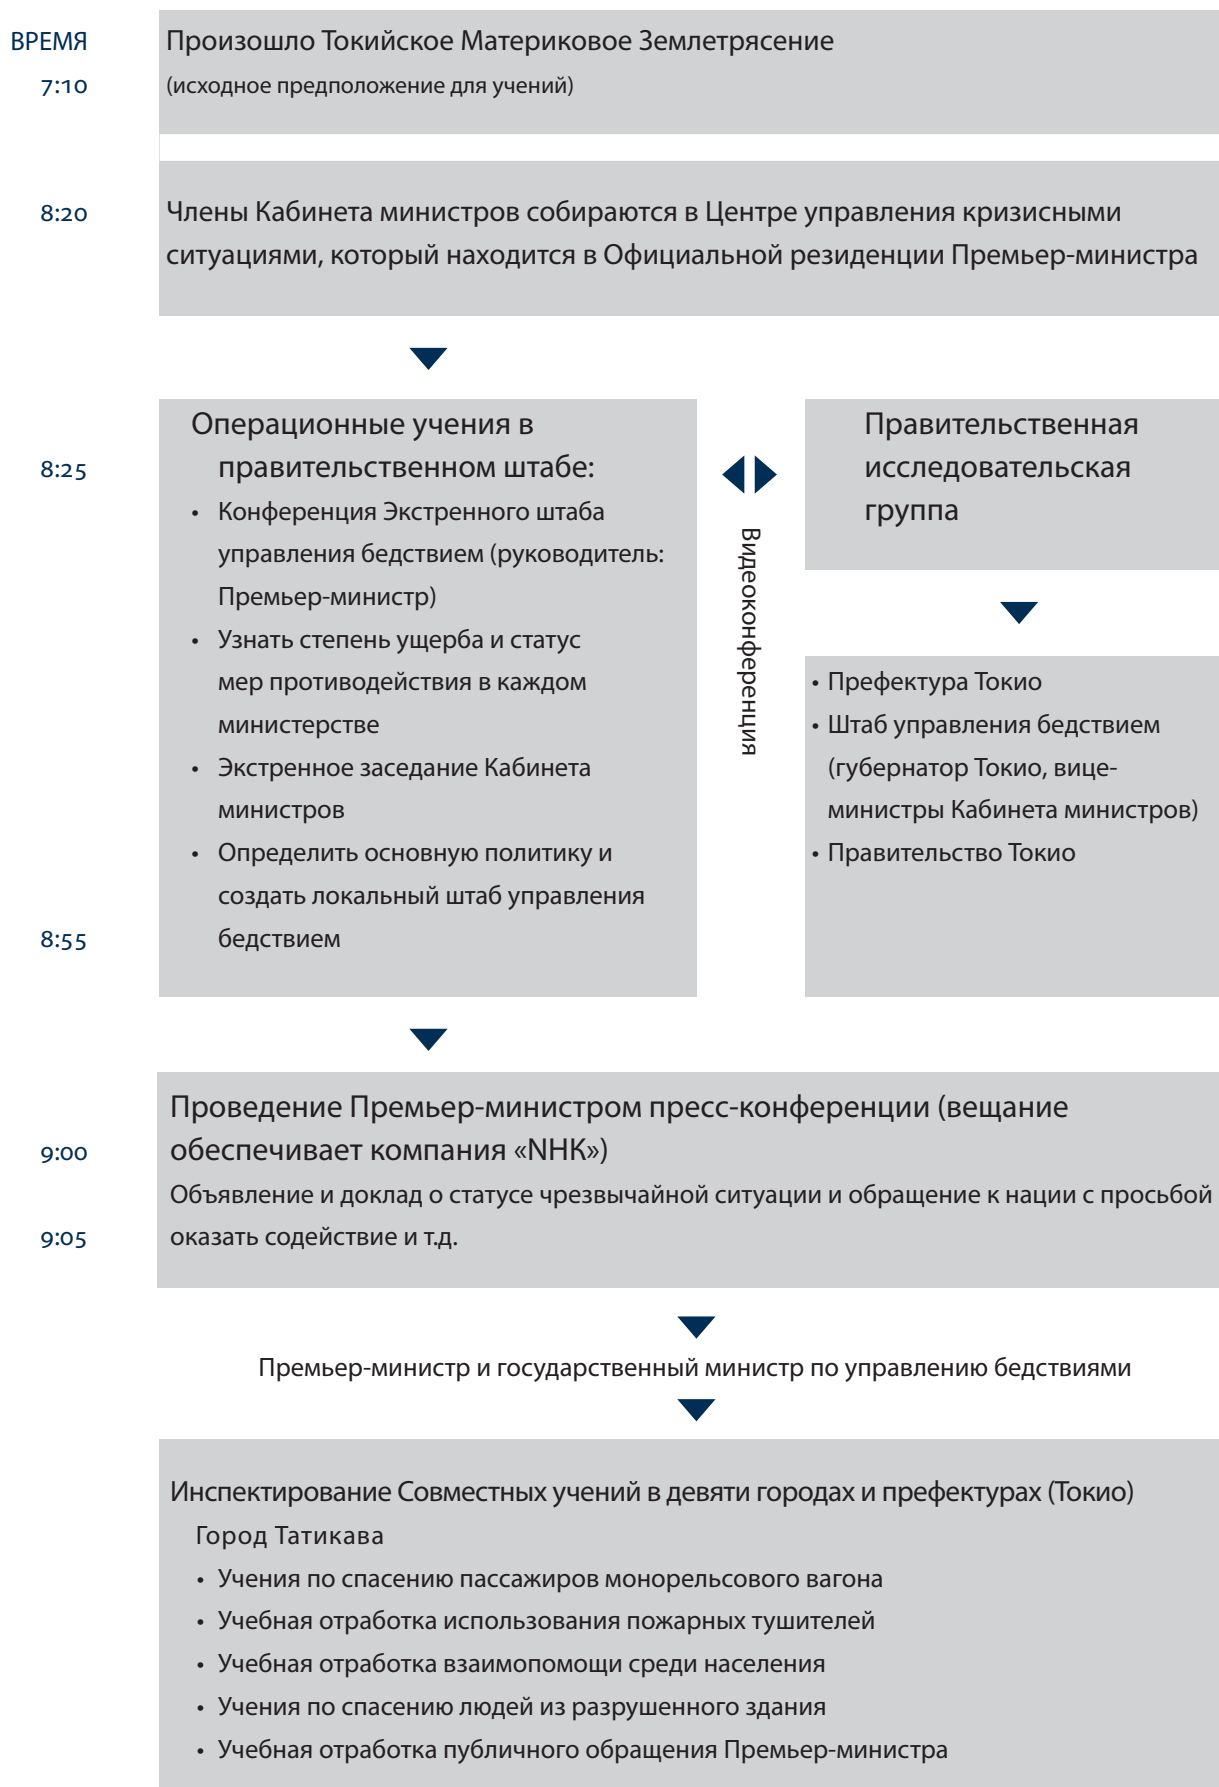 ВРЕМЯ
Произошло Токийское Материковое Землетрясение
7:10
(исходное предположение для учений)
8:20
Члены Кабинета министров собираются в Центре управления кризисными
ситуациями, который находится в Официальной резиденции Премьер-министра
Операционные учения в
8:25
правительственном штабе:
• Конференция Экстренного штаба
управления бедствием (руководитель:
Премьер-министр)
• Узнать степень ущерба и статус
мер противодействия в каждом
министерстве
• Экстренное заседание Кабинета
министров
• Определить основную политику и
создать локальный штаб управления
8:55
бедствием
Видеоконференция
Правительственная
исследовательская
группа
• Префектура Токио
• Штаб управления бедствием
(губернатор Токио, вице-
министры Кабинета министров)
• Правительство Токио
Проведение Премьер-министром пресс-конференции (вещание
9:00
обеспечивает компания «NHK»)
Объявление и доклад о статусе чрезвычайной ситуации и обращение к нации с просьбой
9:05
оказать содействие и т.д.
Премьер-министр и государственный министр по управлению бедствиями
Инспектирование Совместных учений в девяти городах и префектурах (Токио)
Город Татикава
• Учения по спасению пассажиров монорельсового вагона
• Учебная отработка использования пожарных тушителей
• Учебная отработка взаимопомощи среди населения
• Учения по спасению людей из разрушенного здания
• Учебная отработка публичного обращения Премьер-министра